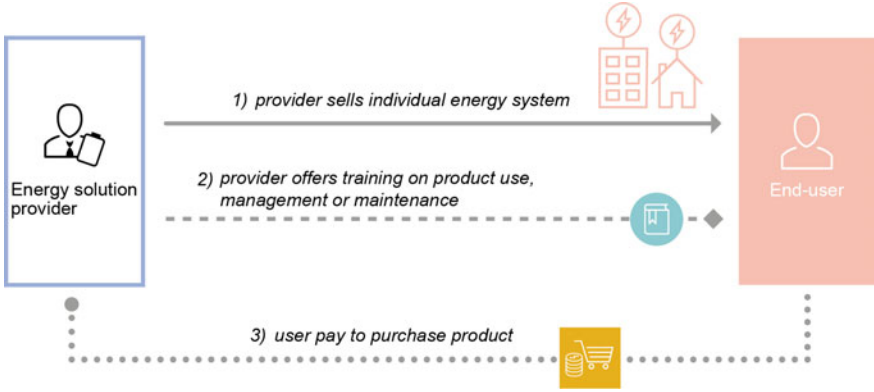 1) provider sells individual energy system
Energy solution
provider
2) provider offers training on product use,
management or maintenance
End-user
3) user pay to purchase product